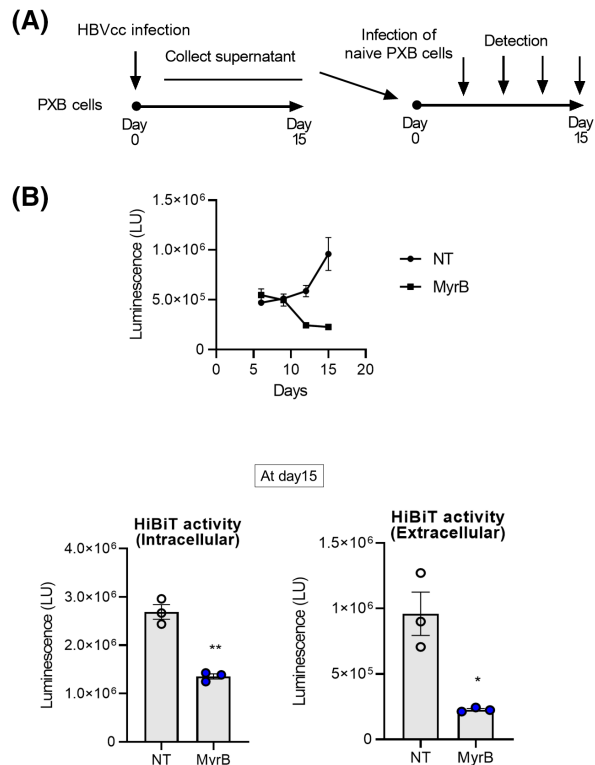 (A)
HBVcc infection
Collect supernatant
PXB cells
Day
0
Day
15
Infection of
naive PXB cells
Detection
Day
0
Day
15
(B)
Luminescence (LU)
1.5×10⁶
1.0×10⁶
5.0×10⁵
0
0 5 10 15 20
Days
NT
MyrB
At day15
HiBiT activity
(Intracellular)
Luminescence (LU)
4.0×10⁶
3.0×10⁶
2.0×10⁶
1.0×10⁶
0
**
NT MyrB
HiBiT activity
(Extracellular)
Luminescence (LU)
1.5×10⁶
1×10⁶
5×10⁵
0
*
NT MyrB